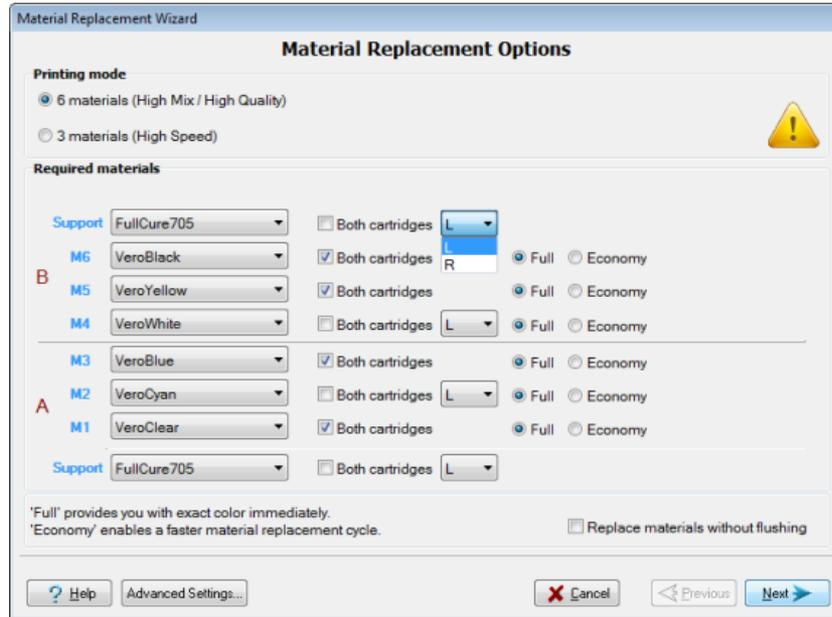 Material Replacement Wizard
Material Replacement Options
Printing mode
6 materials (High Mix / High Quality)
3 materials (High Speed)
Required materials
Support FullCure705 Both cartridges L
L
R
M6 VeroBlack Both cartridges Full Economy
B
M5 VeroYellow Both cartridges Full Economy
M4 VeroWhite Both cartridges L Full Economy
M3 VeroBlue Both cartridges Full Economy
A
M2 VeroCyan Both cartridges L Full Economy
M1 VeroClear Both cartridges Full Economy
Support FullCure705 Both cartridges L
'Full' provides you with exact color immediately.
'Economy' enables a faster material replacement cycle.
Replace materials without flushing
Help Advanced Settings... Cancel Previous Next